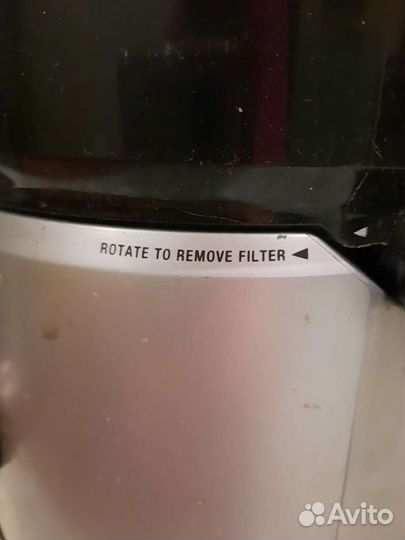 ROTATE TO REMOVE FILTER ◀
Avito